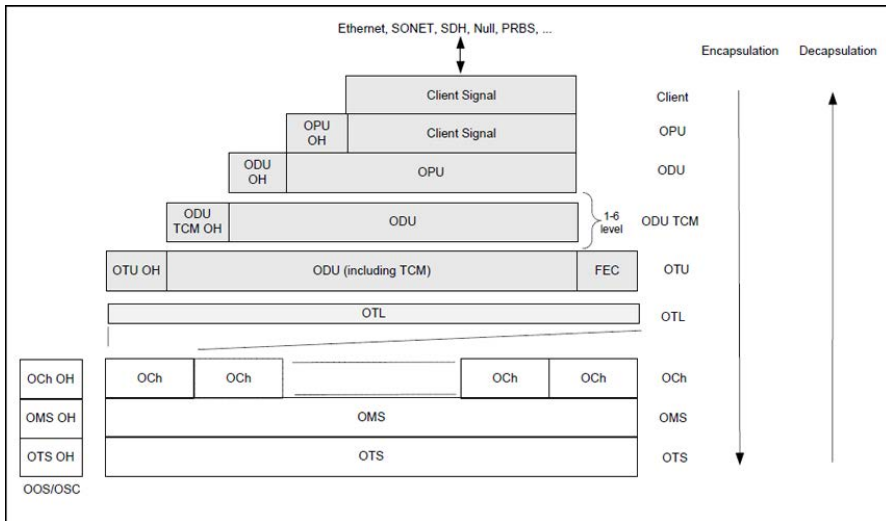 Ethernet, SONET, SDH, Null, PRBS, ...
Encapsulation
Decapsulation
Client Signal
Client
OPU
OH
Client Signal
OPU
ODU
OH
OPU
ODU
ODU
TCM OH
ODU
1-6
level
ODU TCM
OTU OH
ODU (including TCM)
FEC
OTU
OTL
OTL
OCh OH
OCh
OCh
OCh
OCh
OCh
OMS OH
OMS
OMS
OTS OH
OTS
OTS
OOS/OSC